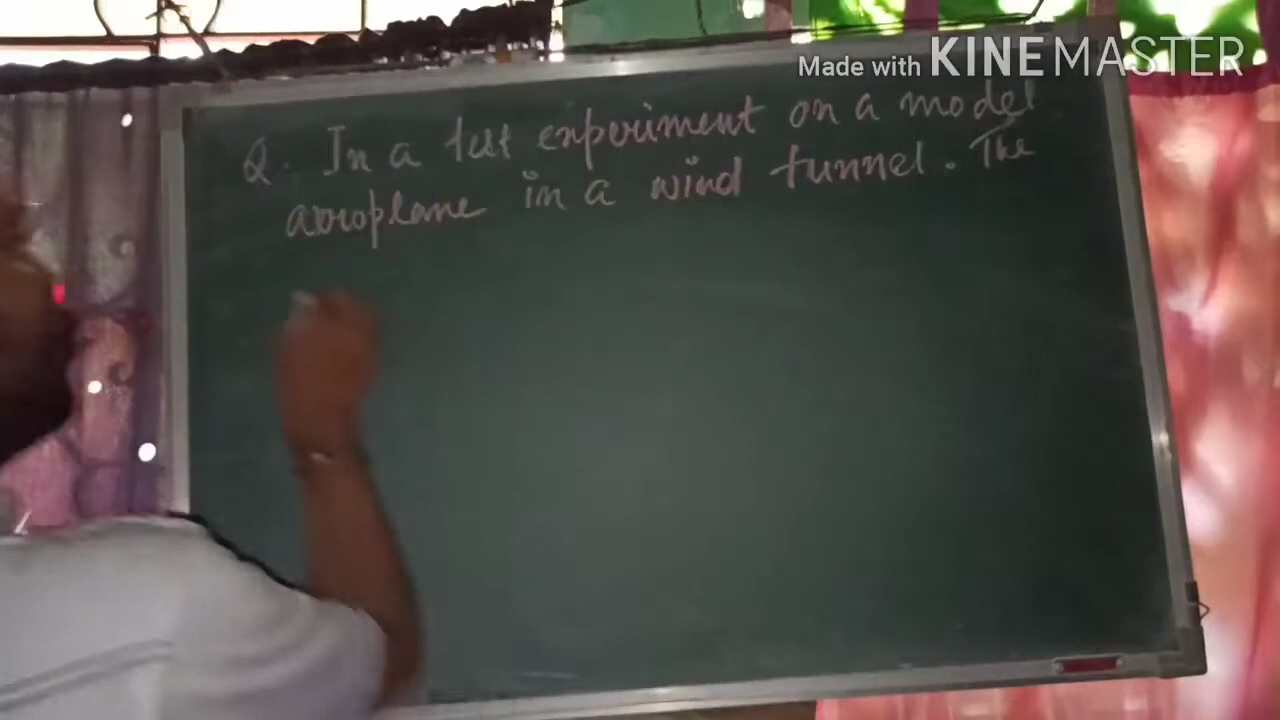 Made with KINEMASTER
Q. In a test experiment on a model
aeroplane in a wind tunnel. The